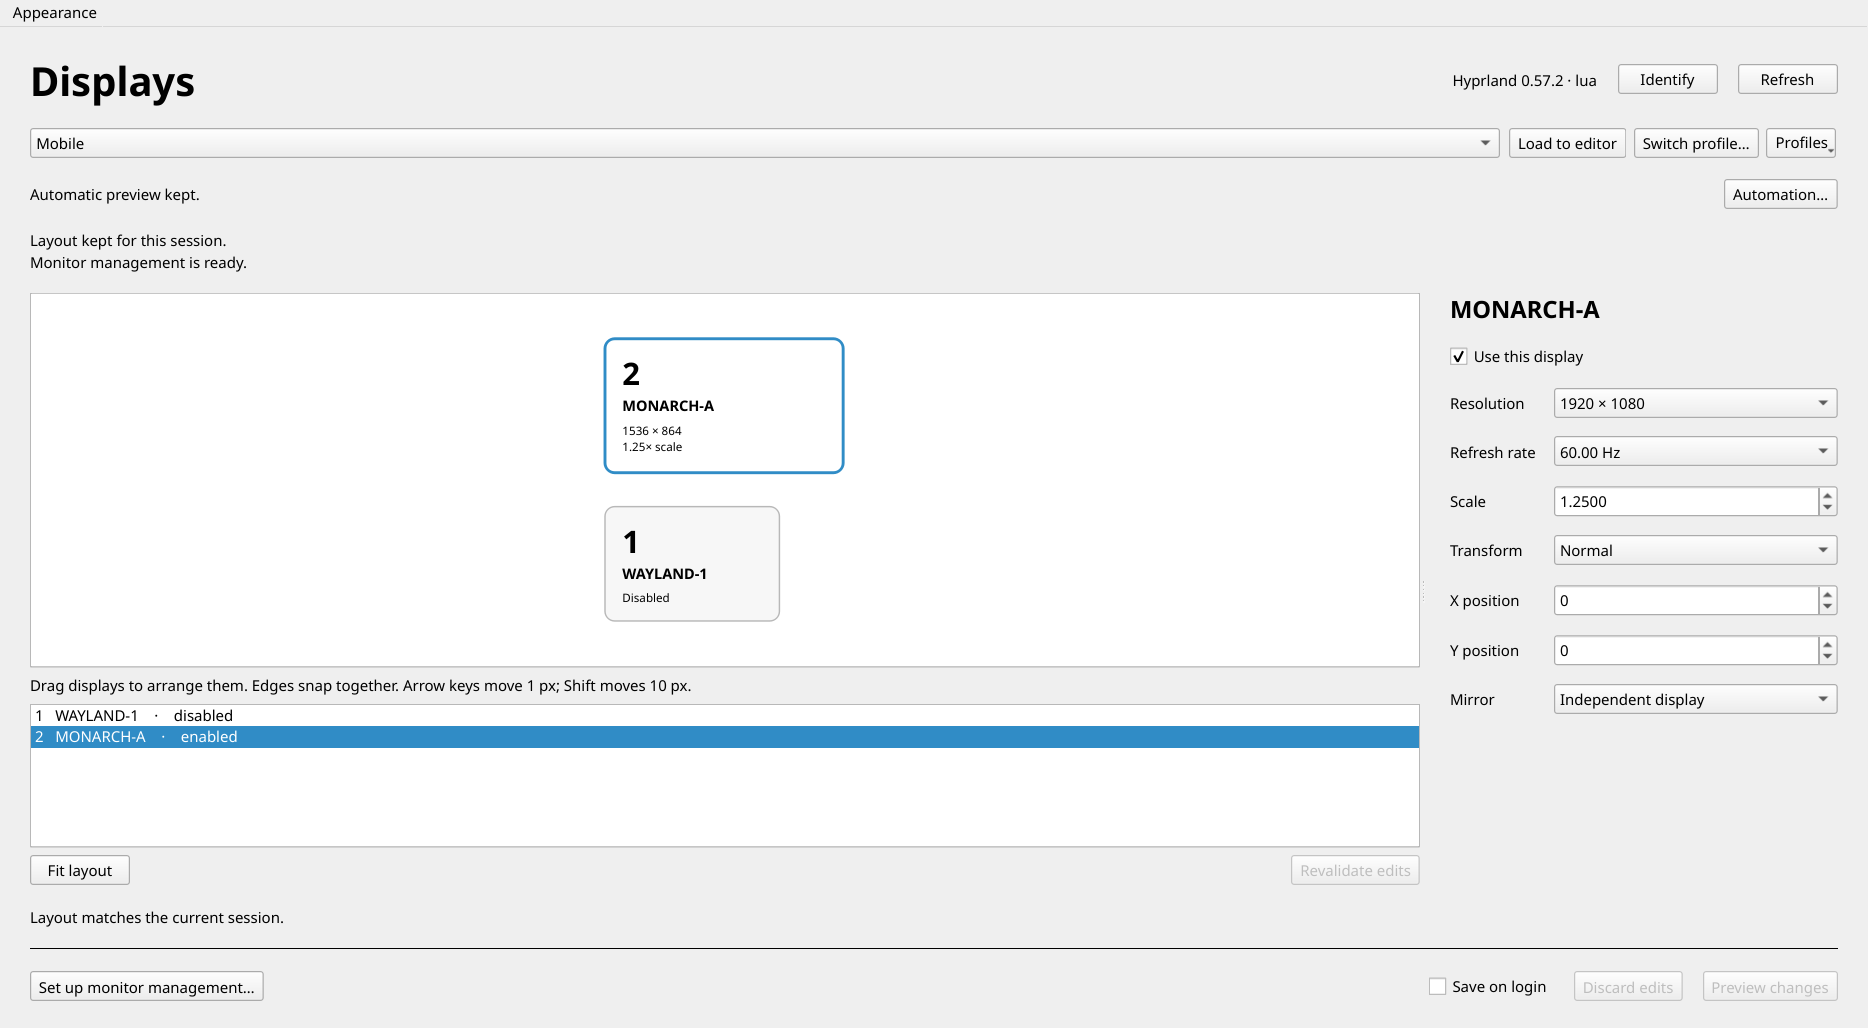 Appearance
Displays
Hyprland 0.57.2 · lua
Identify
Refresh
Mobile
Load to editor
Switch profile...
Profiles
Automatic preview kept.
Automation...
Layout kept for this session.
Monitor management is ready.
2
MONARCH-A
1536 × 864
1.25× scale
1
WAYLAND-1
Disabled
MONARCH-A
Use this display
Resolution 1920 × 1080
Refresh rate 60.00 Hz
Scale 1.2500
Transform Normal
X position 0
Y position 0
Mirror Independent display
Drag displays to arrange them. Edges snap together. Arrow keys move 1 px; Shift moves 10 px.
1 WAYLAND-1 · disabled
2 MONARCH-A · enabled
Fit layout
Revalidate edits
Layout matches the current session.
Set up monitor management...
Save on login
Discard edits
Preview changes